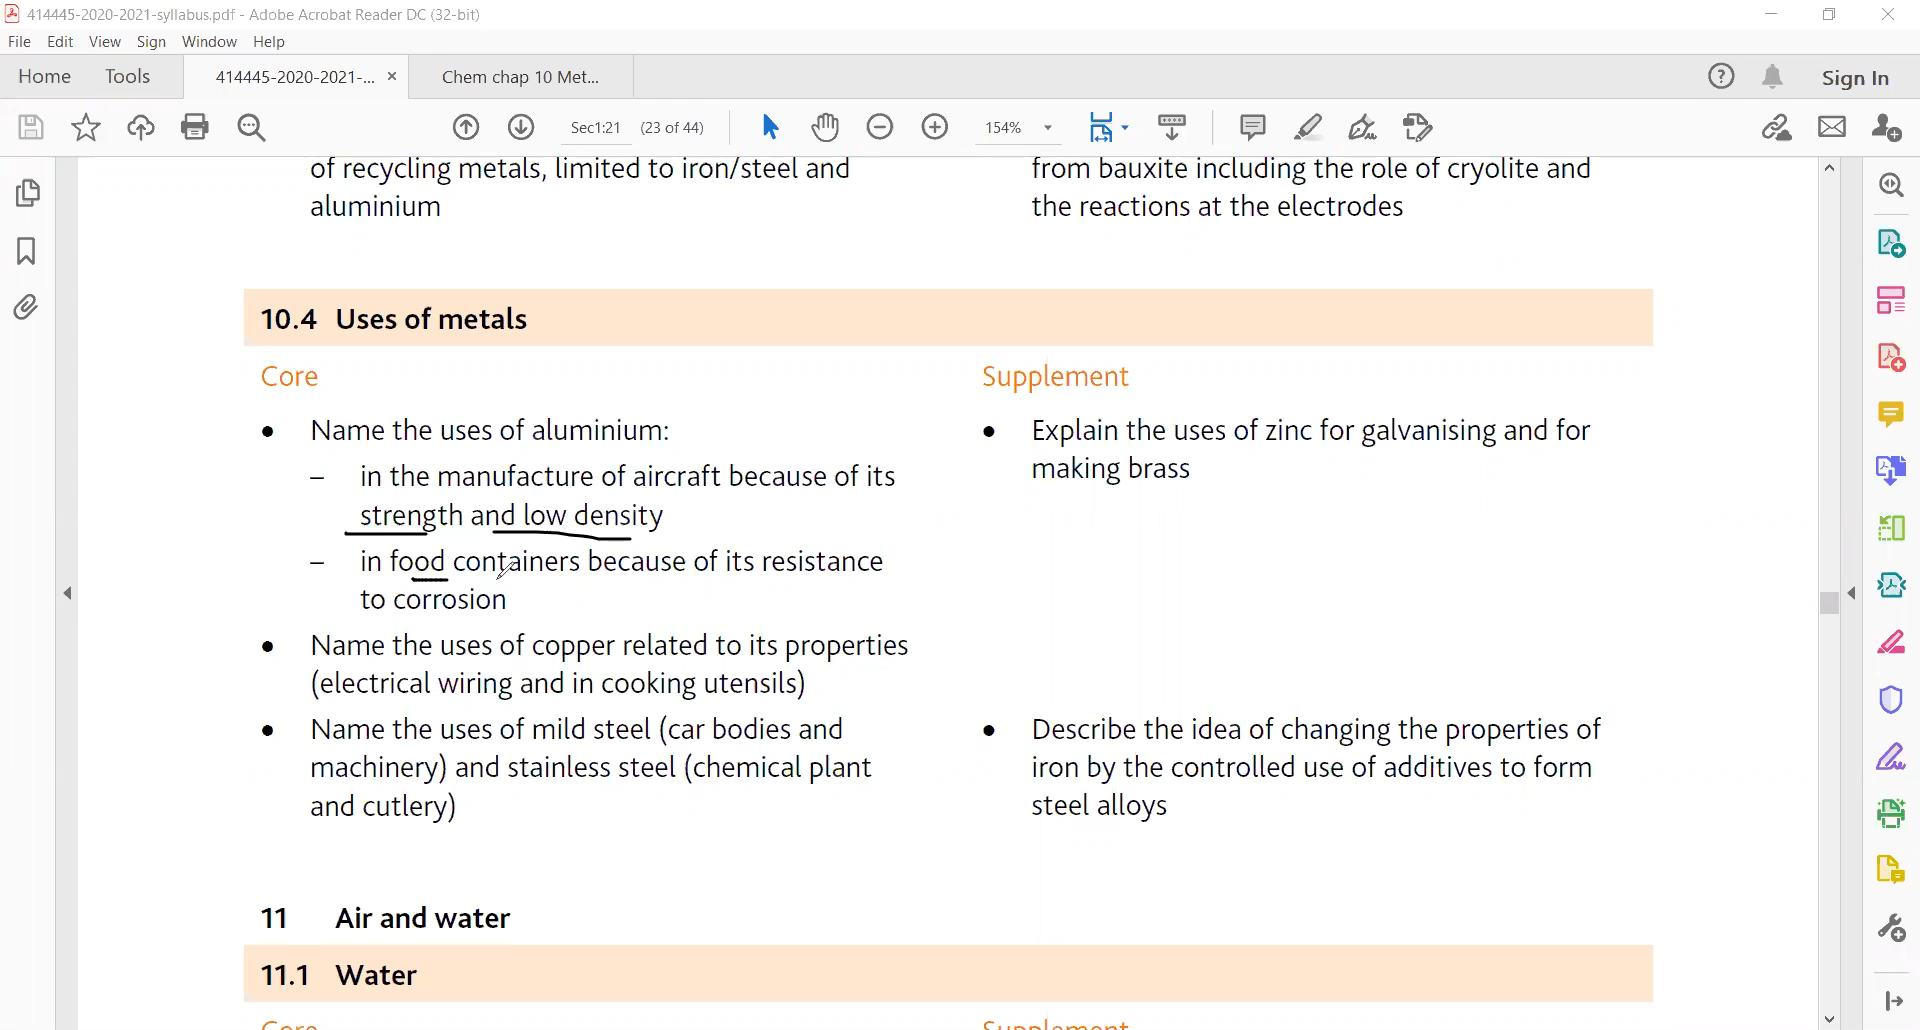 414445-2020-2021-syllabus.pdf - Adobe Acrobat Reader DC (32-bit)
File Edit View Sign Window Help
Home Tools 414445-2020-2021-... × Chem chap 10 Met... ? Sign In
Sec1:21 (23 of 44) 154%
of recycling metals, limited to iron/steel and
aluminium
from bauxite including the role of cryolite and
the reactions at the electrodes
10.4 Uses of metals
Core
• Name the uses of aluminium:
– in the manufacture of aircraft because of its
strength and low density
– in food containers because of its resistance
to corrosion
• Name the uses of copper related to its properties
(electrical wiring and in cooking utensils)
• Name the uses of mild steel (car bodies and
machinery) and stainless steel (chemical plant
and cutlery)
Supplement
• Explain the uses of zinc for galvanising and for
making brass
• Describe the idea of changing the properties of
iron by the controlled use of additives to form
steel alloys
11 Air and water
11.1 Water
Core
Supplement